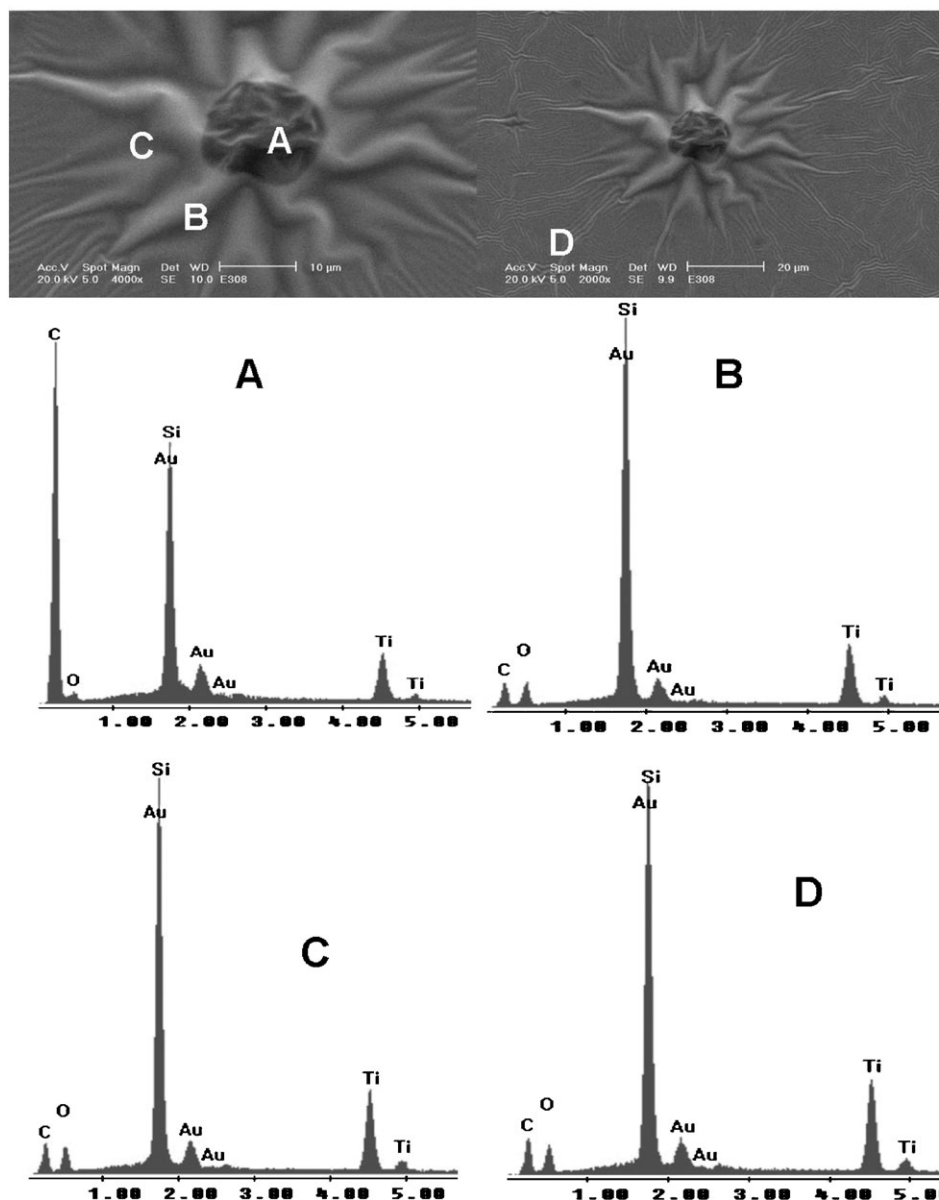 C
A
B
Acc.V Spot Magn Det WD 10 µm
20.0 kV 5.0 4000x SE 10.0 E308
D
Acc.V Spot Magn Det WD 20 µm
20.0 kV 5.0 2000x SE 9.9 E308
C
A
Si
Au
O
Au
Au
Ti
Ti
1.00 2.00 3.00 4.00 5.00
Si
B
Au
O
C
Au
Au
Ti
Ti
1.00 2.00 3.00 4.00 5.00
Si
Au
C
O
C
Au
Au
Ti
Ti
1.00 2.00 3.00 4.00 5.00
Si
Au
D
O
C
Au
Au
Ti
Ti
1.00 2.00 3.00 4.00 5.00